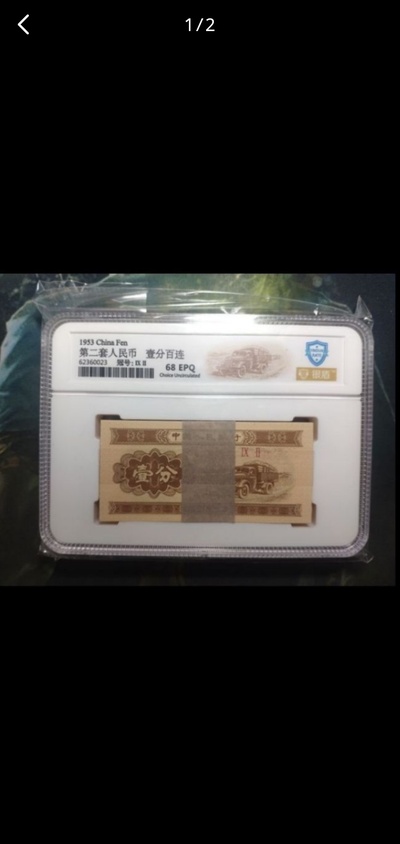 1/2
1953 China Fen
第二套人民币 壹分百连
62360023 冠号: IX II
68 EPQ
Choice Uncirculated
IX II
壹分